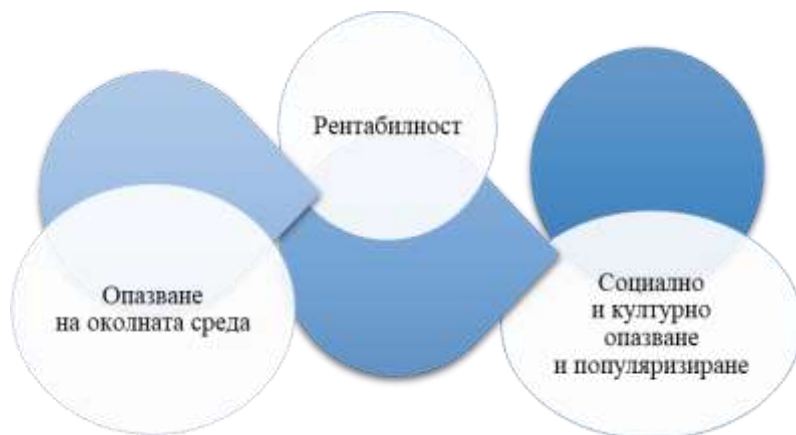 Рентабилност
Опазване
на околната среда
Социално
и културно
опазване
и популяризиране